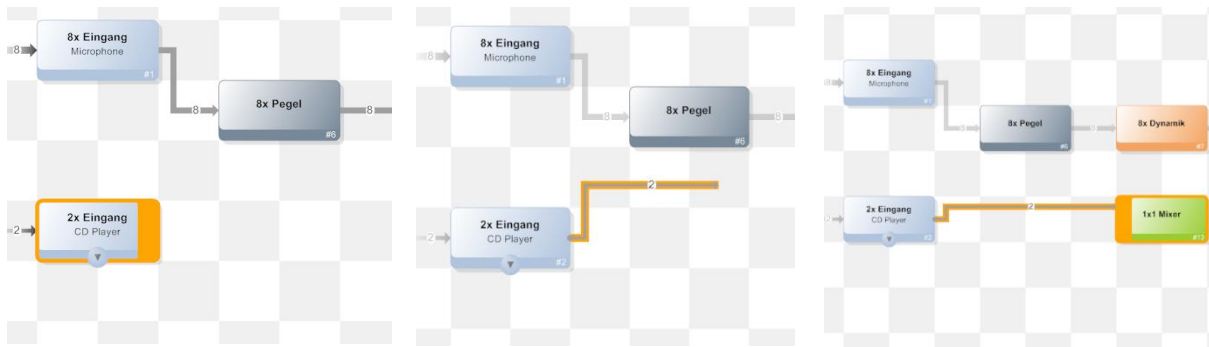 8
8x Eingang
Microphone
#1
8
8x Pegel
#6
8
2
2x Eingang
CD Player
8
8x Eingang
Microphone
#1
8
8x Pegel
#6
8
2
2
2x Eingang
CD Player
#2
8
8x Eingang
Microphone
#1
8
8x Pegel
#6
8
8x Dynamik
#7
2
2x Eingang
CD Player
#2
2
1x1 Mixer
#13